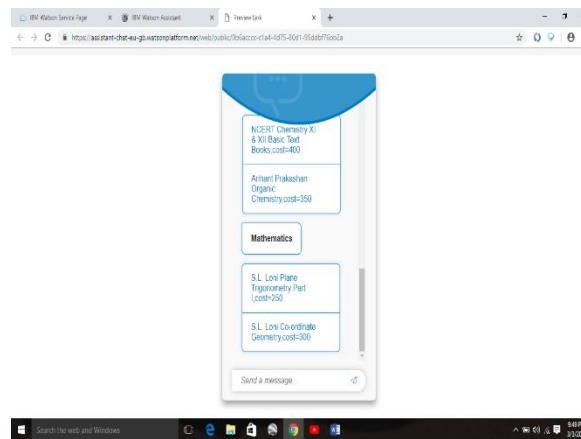 IBM Watson Service Page
IBM Watson Assistant
Preview Link
NCERT Chemistry XI
& XII Basic Text
Books,cost=400
Arihant Prakashan
Organic
Chemistry,cost=350
Mathematics
S.L. Loni Plane
Trigonometry Part
I,cost=250
S.L. Loni Co-ordinate
Geometry,cost=300
Send a message
Search the web and Windows